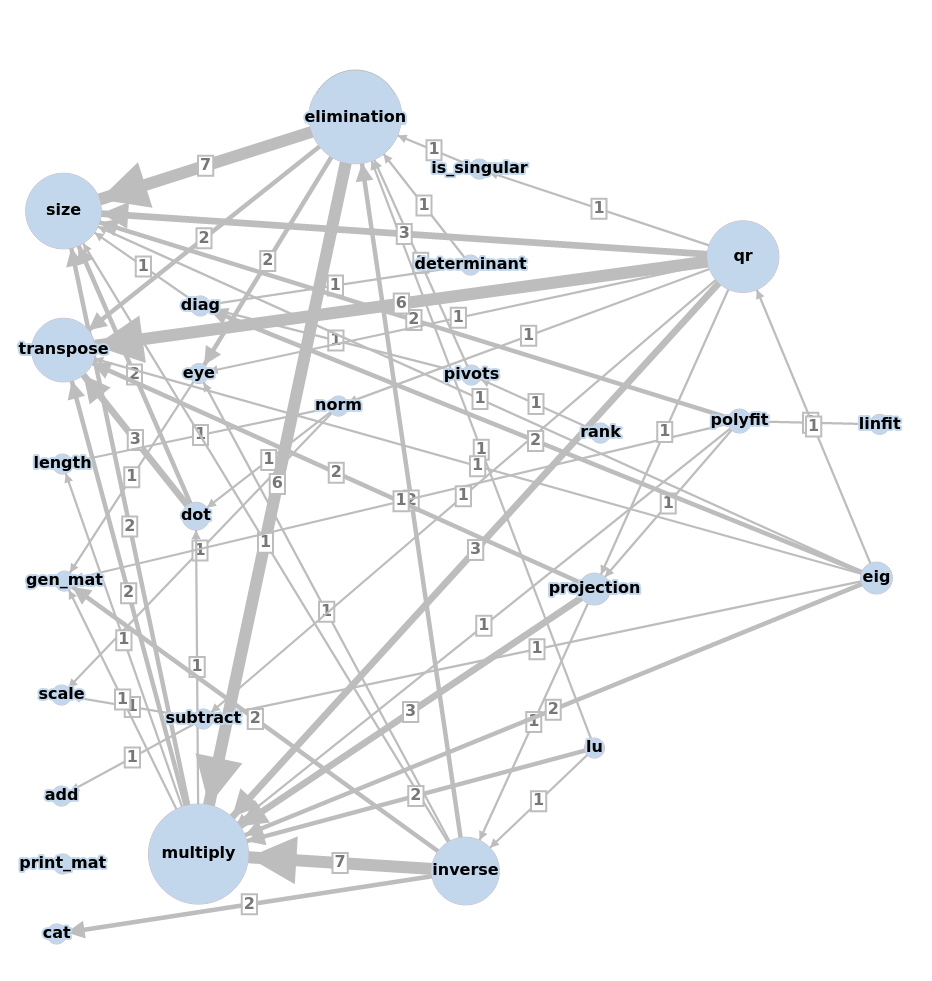 elimination
1
is_singular
7
1
1
size
2
3
2
qr
1
determinant
1
diag
6
2
1
1
transpose
1
eye
2
pivots
norm
1
1
polyfit
linfit
1
rank
1
3
1
2
length
1
1
1
1
2
6
1
1 2
1
dot
2
1
3
1
gen_mat
projection
eig
2
1
1
1
1
1
scale
1
1
subtract
2
3
2
1
lu
1
add
2
1
multiply
7
inverse
print_mat
2
cat